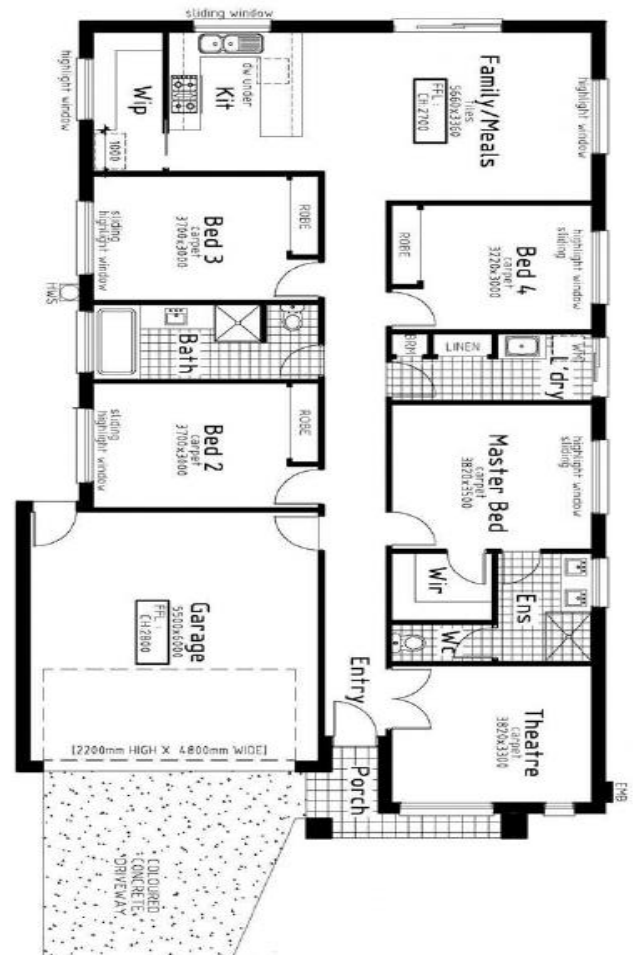 sliding window
highlight window
Wip
1000
dw under
Kit
Family/Meals
Tiles
5660x3360
FFL :
CH 2700
highlight window
Bed 3
carpet
3700x3000
ROBE
sliding
highlight window
ROBE
Bed 4
carpet
3220x3000
highlight window
sliding
HWS
Bath
BRM
LINEN
WM
L'dry
Bed 2
carpet
3700x3000
ROBE
sliding
highlight window
Master Bed
carpet
3820x3500
highlight window
sliding
Wir
Ens
Wc
Garage
5500x6000
FFL :
CH2800
[2200mm HIGH X 4800mm WIDE]
Entry
Porch
Theatre
carpet
3820x3300
EMB
COLOURED
CONCRETE
DRIVEWAY